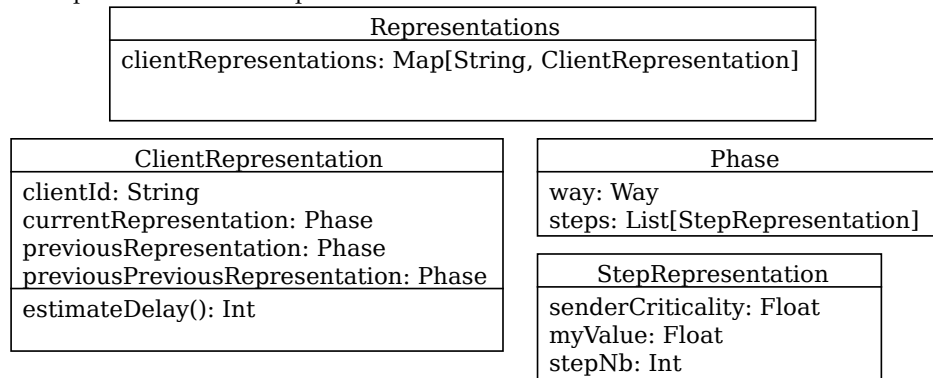 Representations
clientRepresentations: Map[String, ClientRepresentation]
ClientRepresentation
clientId: String
currentRepresentation: Phase
previousRepresentation: Phase
previousPreviousRepresentation: Phase
estimateDelay(): Int
Phase
way: Way
steps: List[StepRepresentation]
StepRepresentation
senderCriticality: Float
myValue: Float
stepNb: Int